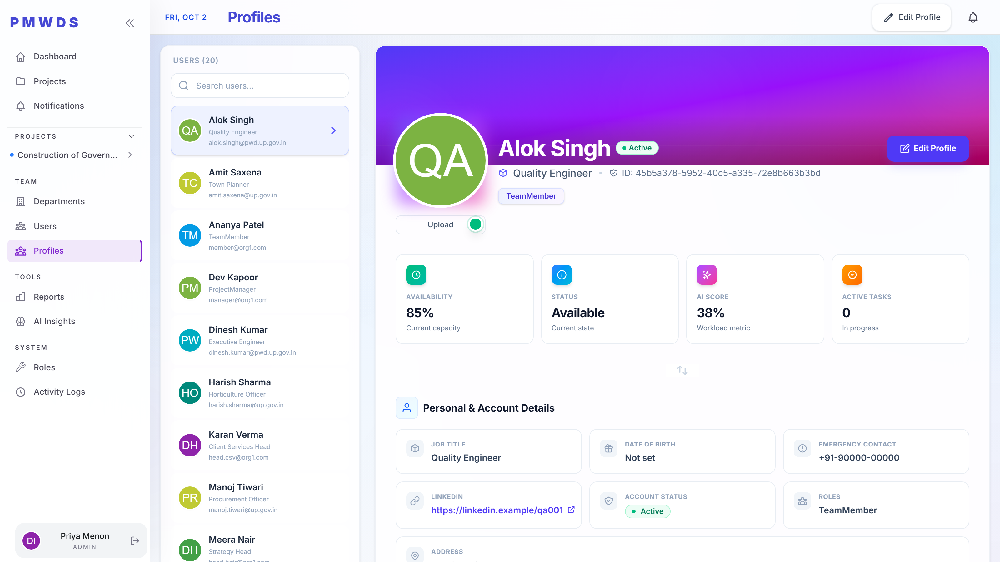 PMWDS
Dashboard
Projects
Notifications
PROJECTS
Construction of Govern...
TEAM
Departments
Users
Profiles
TOOLS
Reports
AI Insights
SYSTEM
Roles
Activity Logs
DI
Priya Menon
ADMIN
FRI, OCT 2
Profiles
Edit Profile
USERS (20)
Search users...
QA
Alok Singh
Quality Engineer
alok.singh@pwd.up.gov.in
TC
Amit Saxena
Town Planner
amit.saxena@up.gov.in
TM
Ananya Patel
TeamMember
member@org1.com
PM
Dev Kapoor
ProjectManager
manager@org1.com
PW
Dinesh Kumar
Executive Engineer
dinesh.kumar@pwd.up.gov.in
HO
Harish Sharma
Horticulture Officer
harish.sharma@up.gov.in
DH
Karan Verma
Client Services Head
head.csv@org1.com
PR
Manoj Tiwari
Procurement Officer
manoj.tiwari@up.gov.in
DH
Meera Nair
Strategy Head
QA
Alok Singh
Active
Edit Profile
Quality Engineer • ID: 45b5a378-5952-40c5-a335-72e8b663b3bd
TeamMember
Upload
AVAILABILITY
85%
Current capacity
STATUS
Available
Current state
AI SCORE
38%
Workload metric
ACTIVE TASKS
0
In progress
Personal & Account Details
JOB TITLE
Quality Engineer
DATE OF BIRTH
Not set
EMERGENCY CONTACT
+91-90000-00000
LINKEDIN
https://linkedin.example/qa001
ACCOUNT STATUS
Active
ROLES
TeamMember
ADDRESS